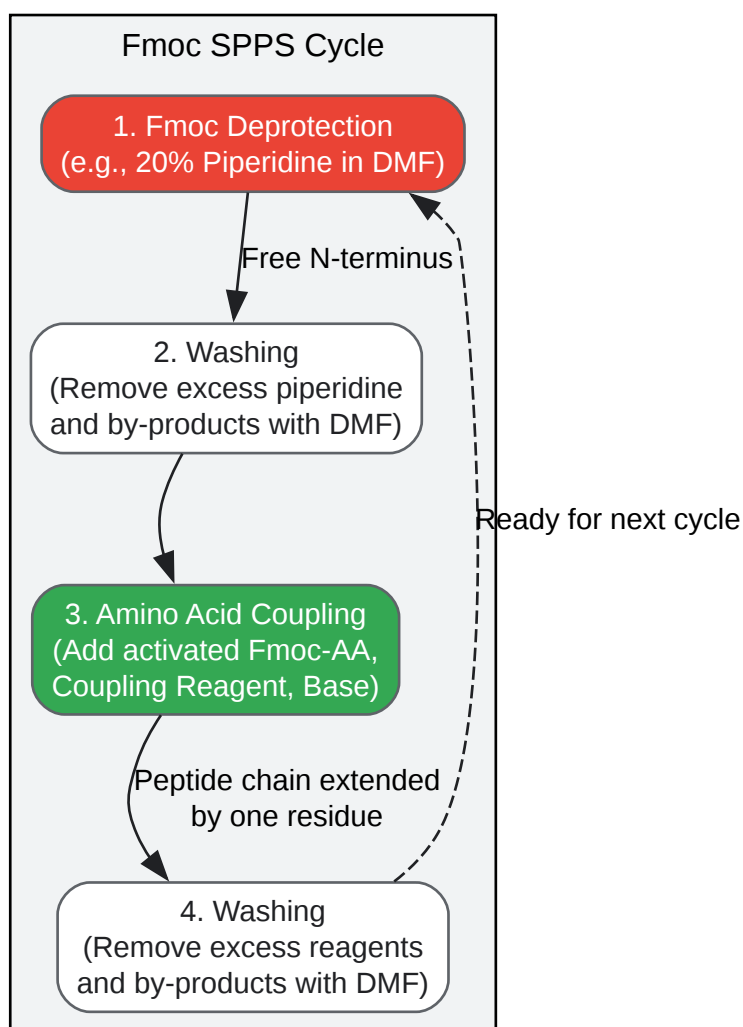 Fmoc SPPS Cycle
1. Fmoc Deprotection
(e.g., 20% Piperidine in DMF)
Free N-terminus
2. Washing
(Remove excess piperidine
and by-products with DMF)
Ready for next cycle
3. Amino Acid Coupling
(Add activated Fmoc-AA,
Coupling Reagent, Base)
Peptide chain extended
by one residue
4. Washing
(Remove excess reagents
and by-products with DMF)